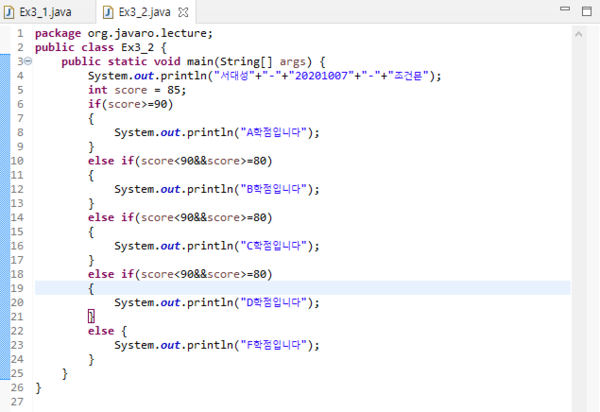 Ex3_1.java Ex3_2.java
1 package org.javaro.lecture;
2 public class Ex3_2 {
3 public static void main(String[] args) {
4 System.out.println("서대성"+"-"+"20201007"+"-"+"조건문");
5 int score = 85;
6 if(score>=90)
7 {
8 System.out.println("A학점입니다");
9 }
10 else if(score<90&&score>=80)
11 {
12 System.out.println("B학점입니다");
13 }
14 else if(score<90&&score>=80)
15 {
16 System.out.println("C학점입니다");
17 }
18 else if(score<90&&score>=80)
19 {
20 System.out.println("D학점입니다");
21 }
22 else {
23 System.out.println("F학점입니다");
24 }
25 }
26 }
27